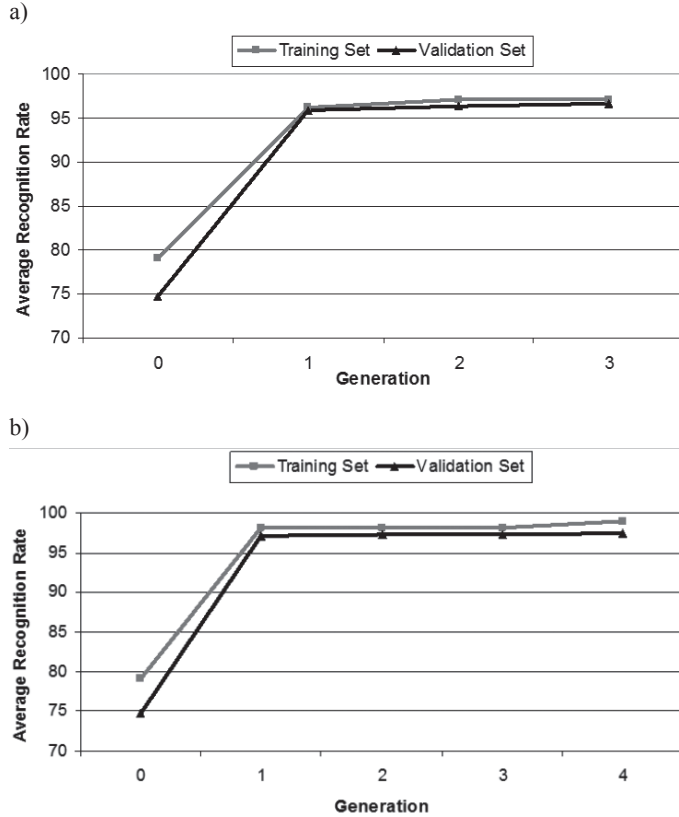 a)
Training Set Validation Set
100
95
90
85
80
75
70
Average Recognition Rate
0 1 2 3
Generation
b)
Training Set Validation Set
100
95
90
85
80
75
70
Average Recognition Rate
0 1 2 3 4
Generation